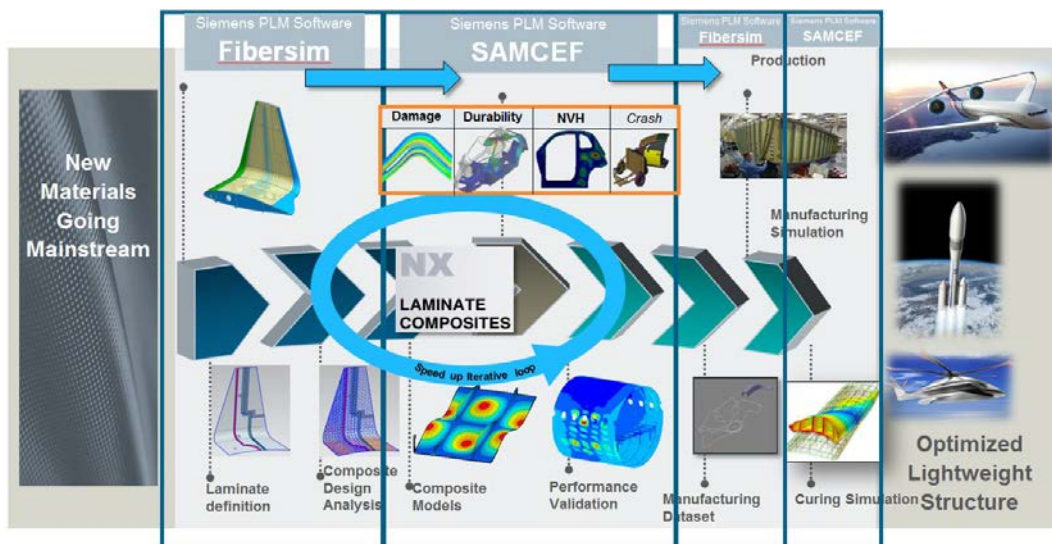 Siemens PLM Software
Fibersim
Siemens PLM Software
SAMCEF
Siemens PLM Software
Fibersim
Siemens PLM Software
SAMCEF
Production
New
Materials
Going
Mainstream
Damage
Durability
NVH
Crash
Manufacturing
Simulation
NX
LAMINATE
COMPOSITES
Speed up Iterative loop
Laminate
definition
Composite
Design
Analysis
Composite
Models
Performance
Validation
Manufacturing
Dataset
Curing Simulation
Optimized
Lightweight
Structure